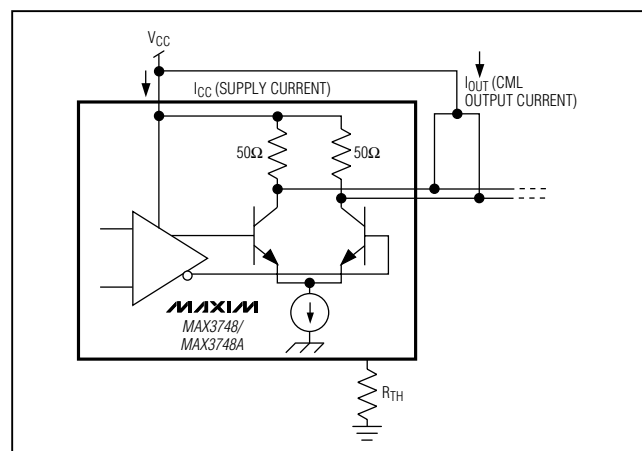 VCC
ICC (SUPPLY CURRENT)
IOUT (CML
OUTPUT CURRENT)
50Ω
50Ω
MAXIM
MAX3748/
MAX3748A
RTH